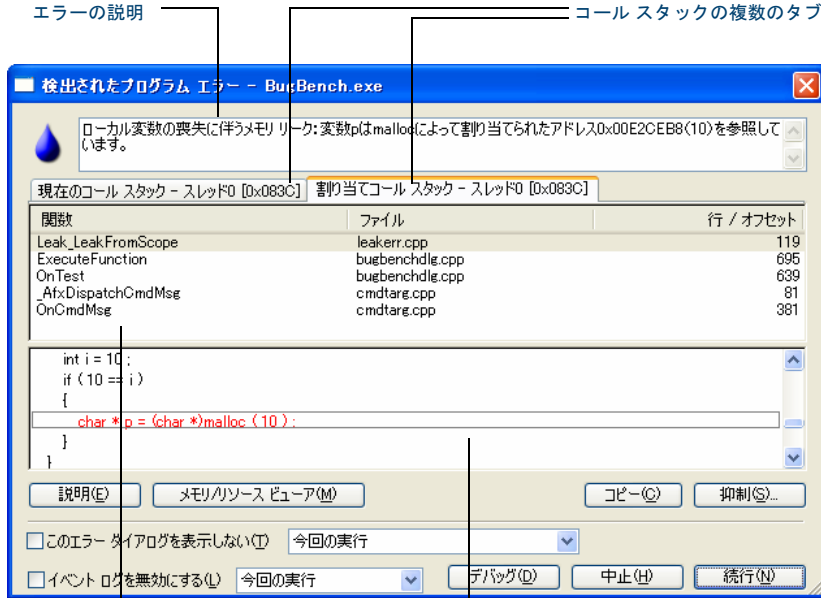 エラーの説明
コール スタックの複数のタブ
検出されたプログラム エラー - BugBench.exe
ローカル変数の喪失に伴うメモリ リーク: 変数pはmallocによって割り当てられたアドレス0x00E2CEB8(10)を参照して
います。
現在のコール スタック - スレッド0 [0x083C]
割り当てコール スタック - スレッド0 [0x083C]
関数 ファイル 行 / オフセット
Leak_LeakFromScope leakerr.cpp 119
ExecuteFunction bugbenchdlg.cpp 695
OnTest bugbenchdlg.cpp 639
_AfxDispatchCmdMsg cmdtarg.cpp 81
OnCmdMsg cmdtarg.cpp 381
int i = 10 ;
if ( 10 == i )
{
char * p = (char *)malloc ( 10 ) ;
}
}
説明(E) メモリ/リソース ビューア(M) コピー(C) 抑制(S)...
このエラー ダイアログを表示しない(T) 今回の実行
イベント ログを無効にする(L) 今回の実行 デバッグ(D) 中止(H) 続行(N)